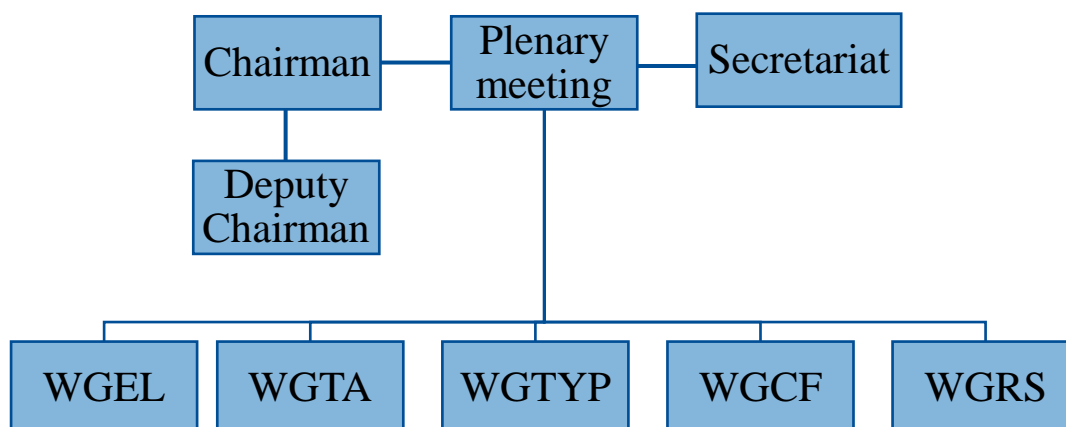 Chairman
Plenary
meeting
Secretariat
Deputy
Chairman
WGEL
WGTA
WGTYP
WGCF
WGRS